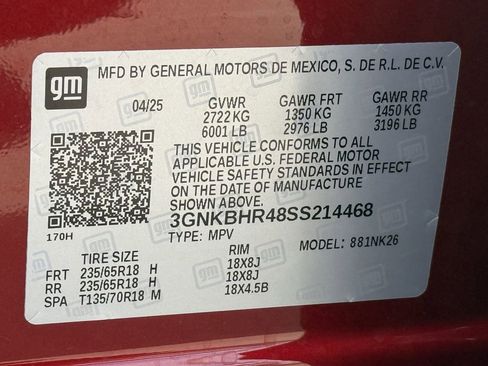 gm
MFD BY GENERAL MOTORS DE MEXICO, S. DE R.L. DE C.V.
04/25 GVWR GAWR FRT GAWR RR
2722 KG 1350 KG 1450 KG
6001 LB 2976 LB 3196 LB
THIS VEHICLE CONFORMS TO ALL
APPLICABLE U.S. FEDERAL MOTOR
VEHICLE SAFETY STANDARDS IN EFFECT
ON THE DATE OF MANUFACTURE
SHOWN ABOVE.
3GNKBHR48SS214468
170H TYPE: MPV MODEL: 881NK26
TIRE SIZE RIM
FRT 235/65R18 H 18X8J
RR 235/65R18 H 18X8J
SPA T135/70R18 M 18X4.5B